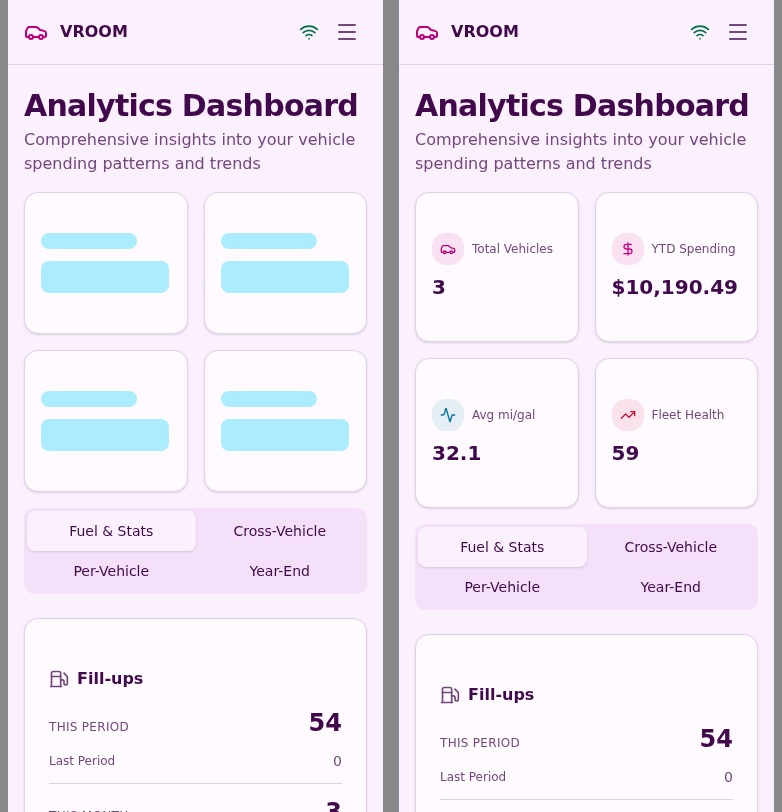 VROOM
Analytics Dashboard
Comprehensive insights into your vehicle
spending patterns and trends
Fuel & Stats
Cross-Vehicle
Per-Vehicle
Year-End
Fill-ups
THIS PERIOD
54
Last Period
0
THIS MONTH
3
VROOM
Analytics Dashboard
Comprehensive insights into your vehicle
spending patterns and trends
Total Vehicles
3
YTD Spending
$10,190.49
Avg mi/gal
32.1
Fleet Health
59
Fuel & Stats
Cross-Vehicle
Per-Vehicle
Year-End
Fill-ups
THIS PERIOD
54
Last Period
0